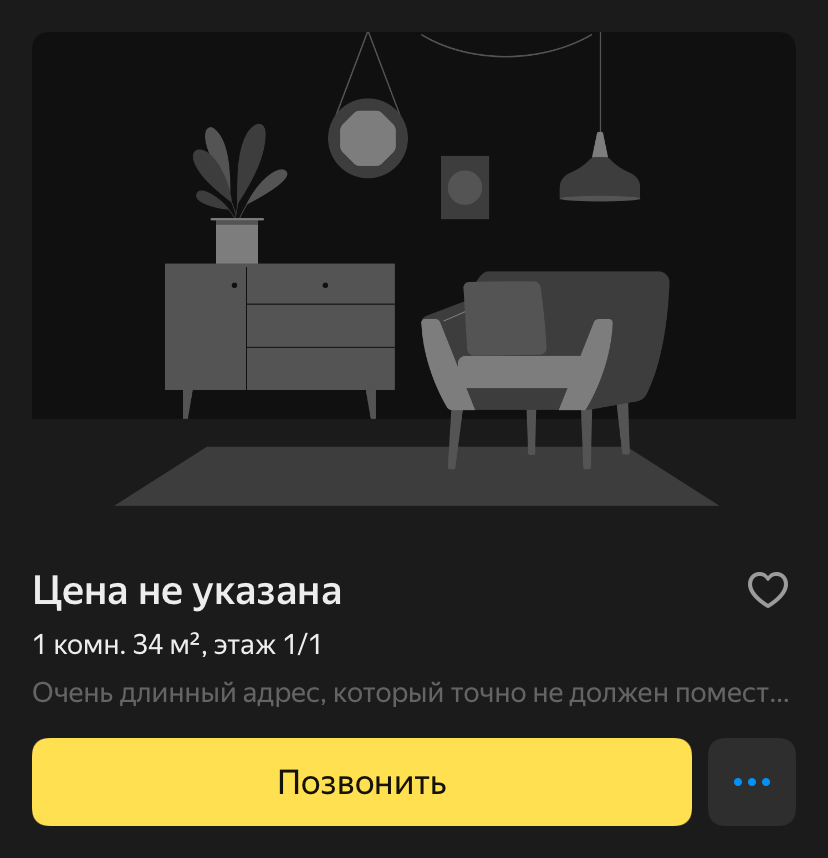 Цена не указана
1 комн. 34 м², этаж 1/1
Очень длинный адрес, который точно не должен помест...
Позвонить